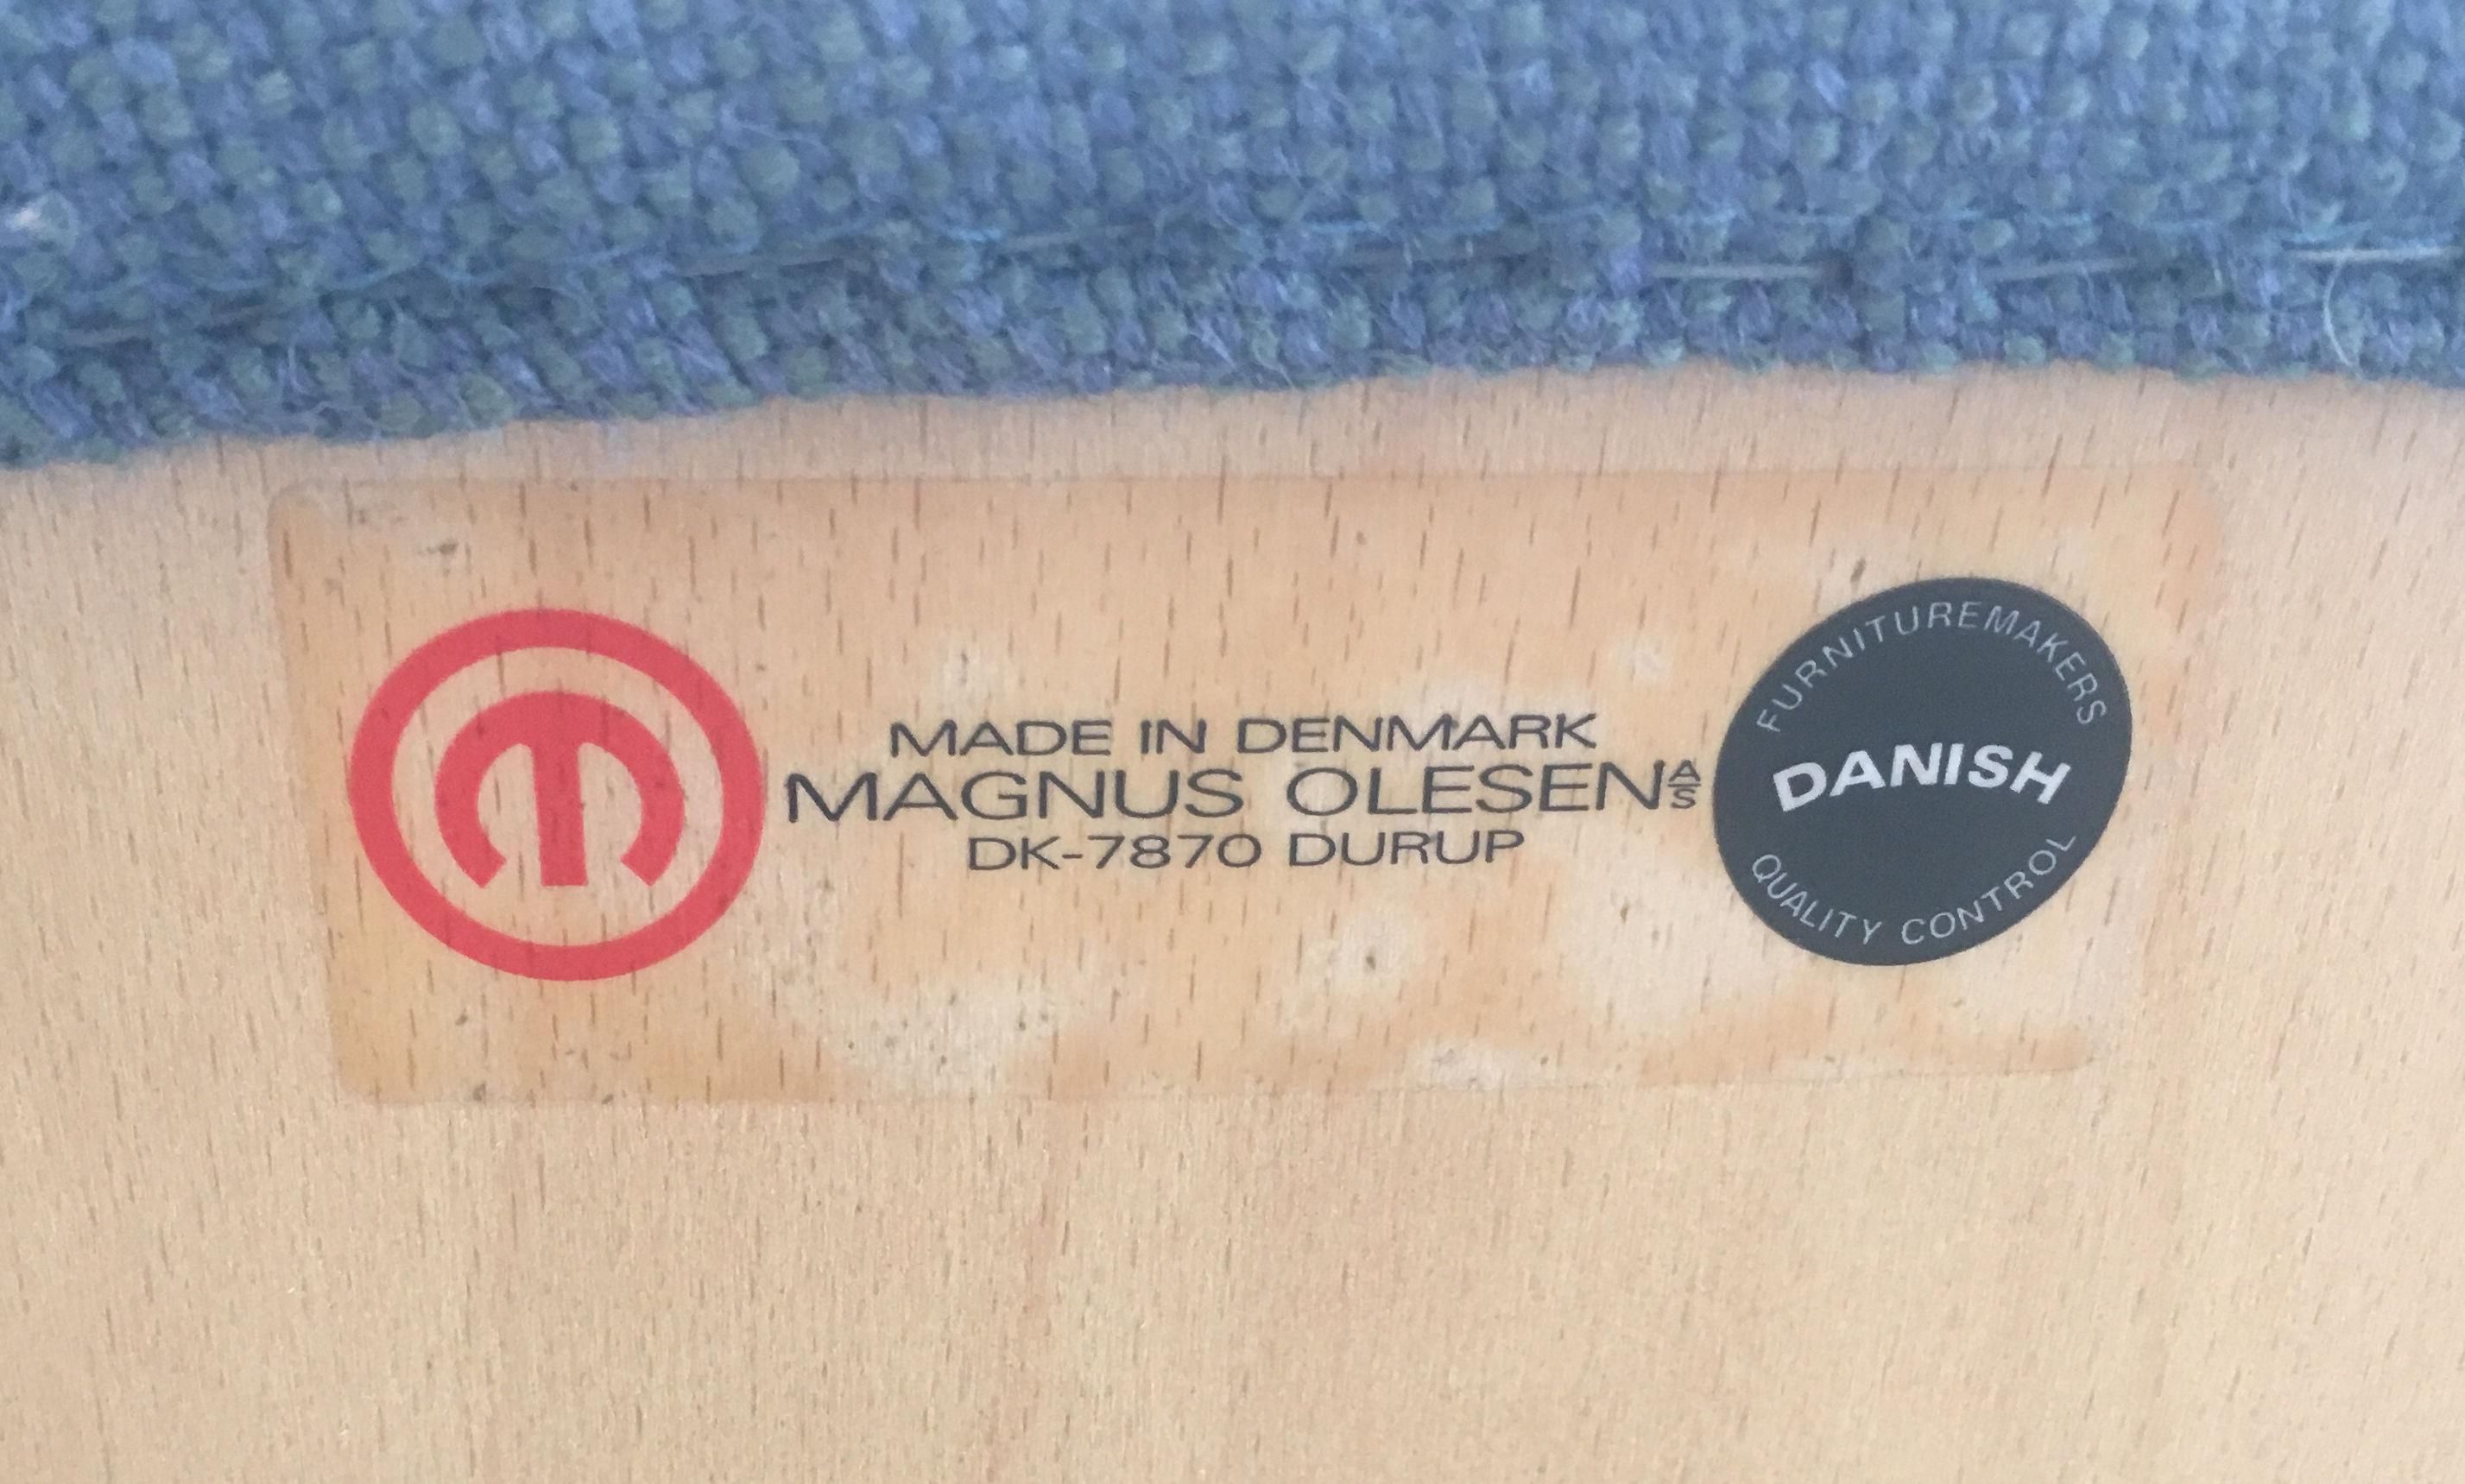 MADE IN DENMARK
MAGNUS OLESEN A/S
DK-7870 DURUP
FURNITUREMAKERS
DANISH
QUALITY CONTROL